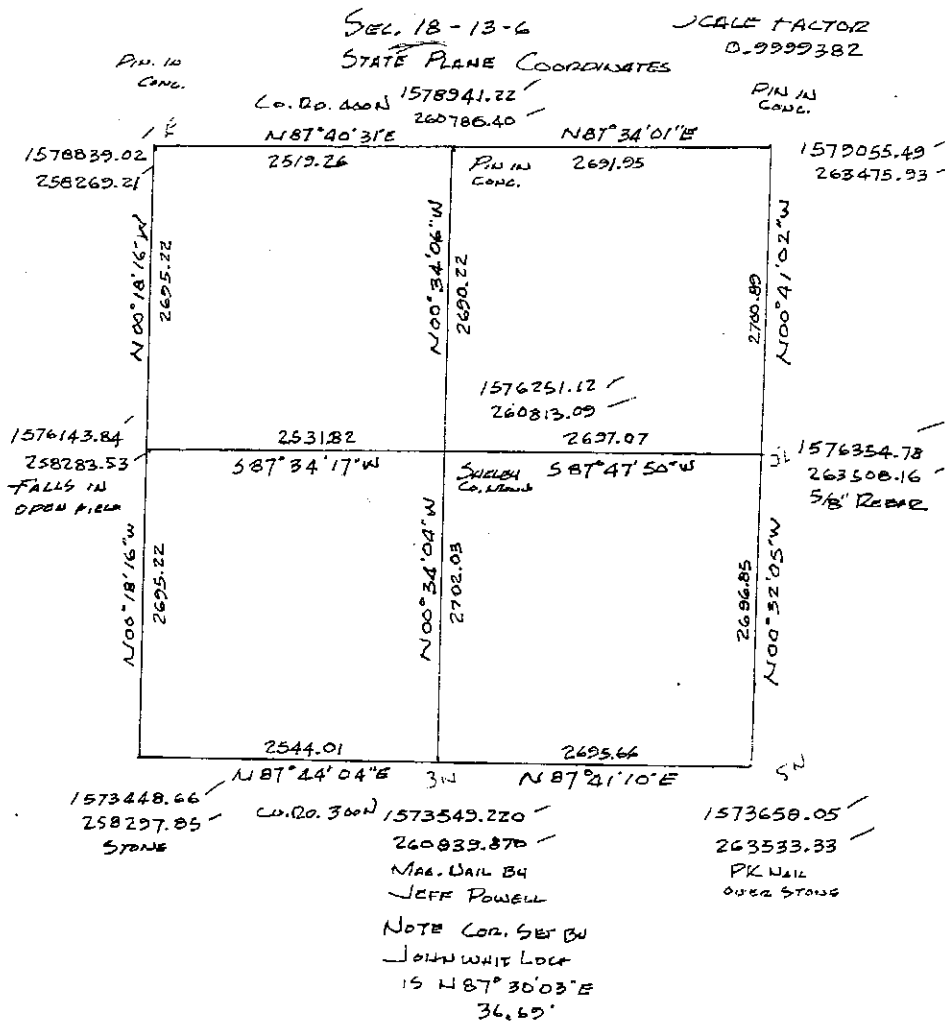 SEC. 18-13-6
SCALE FACTOR
0.9999382
STATE PLANE COORDINATES
PIN. IN
CONC.
PIN IN
CONC.
CO. RD. 400N
1578941.22
260786.40
N87°40'31"E
N87°34'01"E
1578839.02
258269.21
2519.26
PIN IN
CONC.
2691.95
1579055.49
263475.93
N00°18'16"W
2695.22
N00°34'06"W
2690.22
2700.89
N00°41'02"W
1576251.12
260813.09
1576143.84
258283.53
FALLS IN
OPEN FIELD
2531.82
S87°34'17"W
2697.07
S87°47'50"W
SHELBY
CO. MONU
1576354.78
263508.16
5/8" REBAR
N00°18'16"W
2695.22
N00°34'04"W
2702.03
2696.85
N00°32'05"W
2544.01
N87°44'04"E
2695.66
N87°41'10"E
1573448.66
258297.85
STONE
CO. RD. 300N
1573549.220
260839.870
MAG. NAIL BY
JEFF POWELL
1573658.05
263533.33
PK NAIL
OVER STONE
NOTE COR. SET BY
JOHN WHIT LOCK
IS N87°30'03"E
36.69'